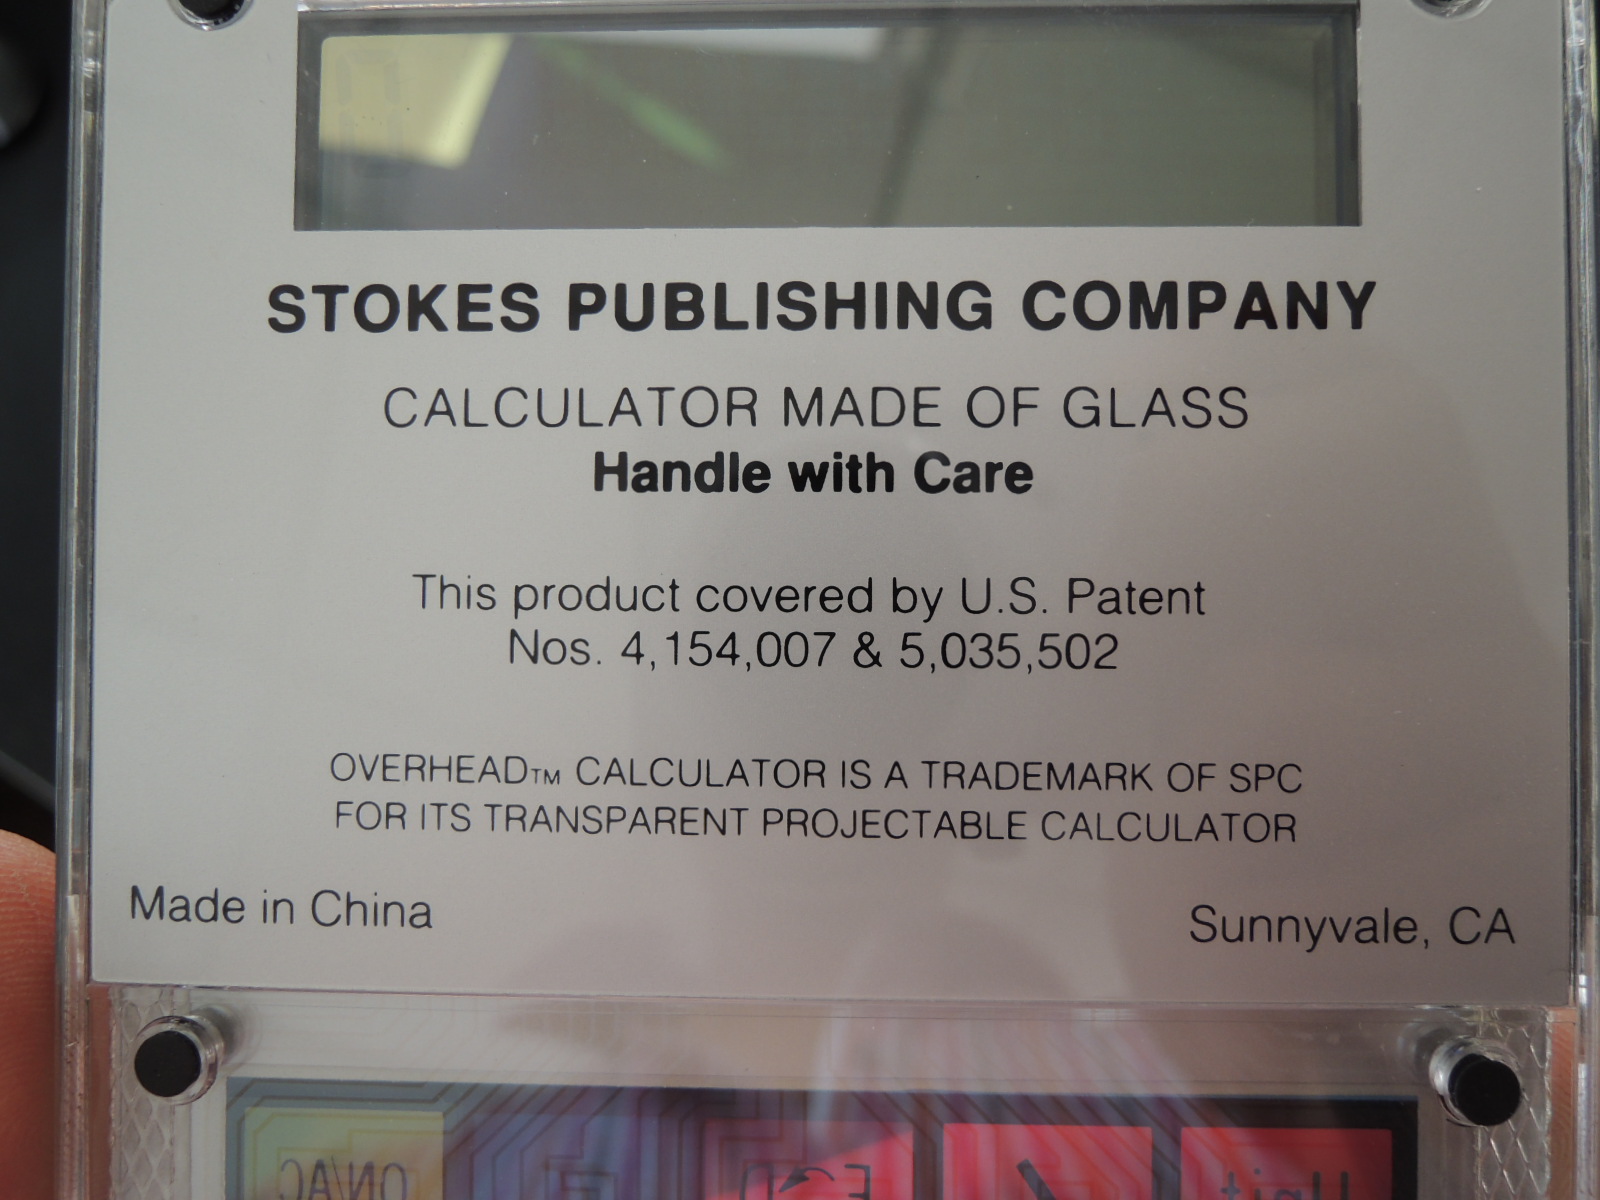 STOKES PUBLISHING COMPANY
CALCULATOR MADE OF GLASS
Handle with Care
This product covered by U.S. Patent
Nos. 4,154,007 & 5,035,502
OVERHEAD™ CALCULATOR IS A TRADEMARK OF SPC
FOR ITS TRANSPARENT PROJECTABLE CALCULATOR
Made in China
Sunnyvale, CA
ON/AC